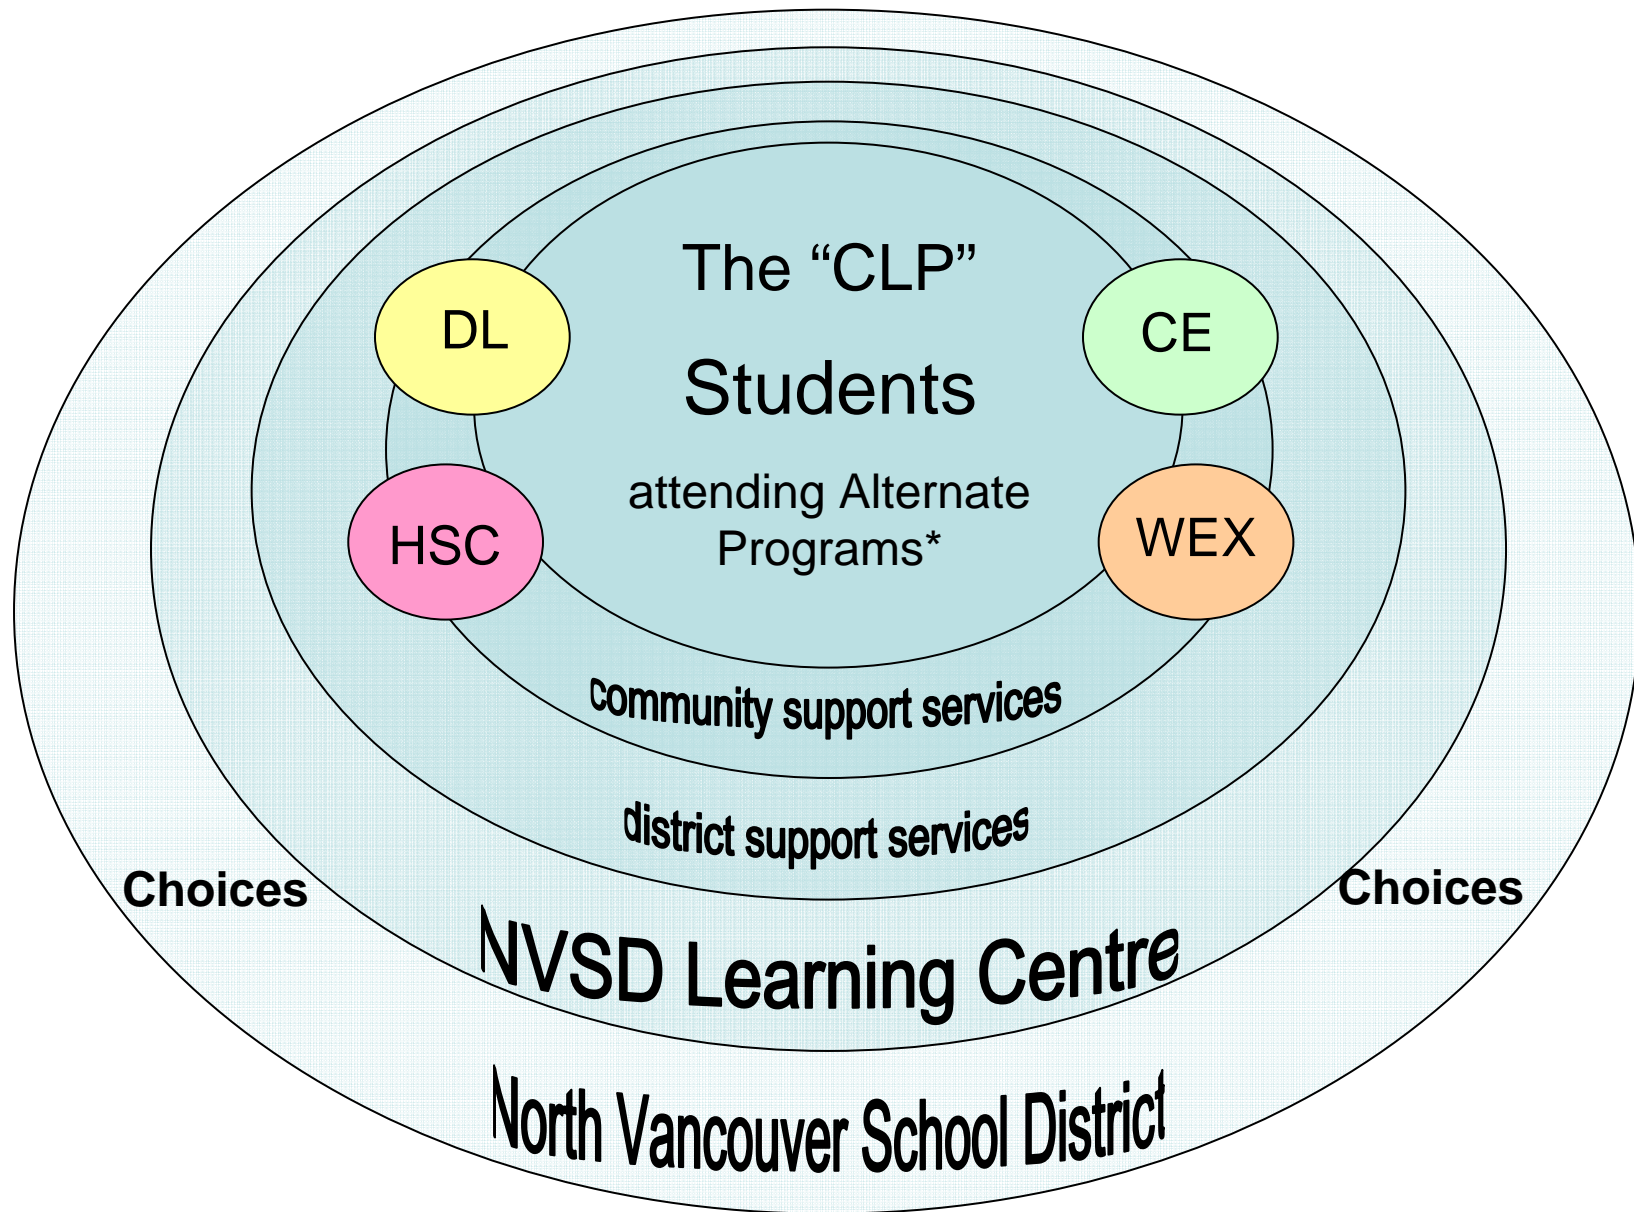 The “CLP”
DL
CE
Students
attending Alternate
Programs*
HSC
WEX
community support services
district support services
Choices
Choices
NVSD Learning Centre
North Vancouver School District